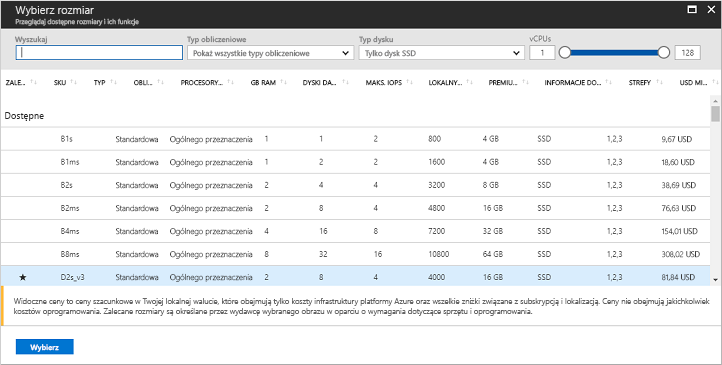 Wybierz rozmiar
Przeglądaj dostępne rozmiary i ich funkcje
Wyszukaj Typ obliczeniowe Typ dysku vCPUs
Pokaż wszystkie typy obliczeniowe Tylko dysk SSD 1 128
ZALE... SKU TYP OBLI... PROCESORY... GB RAM DYSKI DA... MAKS. IOPS LOKALNY... PREMIU... INFORMACJE DO... STREFY USD MI...
Dostępne
B1s Standardowa Ogólnego przeznaczenia 1 1 2 800 4 GB SSD 1,2,3 9,67 USD
B1ms Standardowa Ogólnego przeznaczenia 1 2 2 1600 4 GB SSD 1,2,3 18,60 USD
B2s Standardowa Ogólnego przeznaczenia 2 4 4 3200 8 GB SSD 1,2,3 38,69 USD
B2ms Standardowa Ogólnego przeznaczenia 2 8 4 4800 16 GB SSD 1,2,3 76,63 USD
B4ms Standardowa Ogólnego przeznaczenia 4 16 8 7200 32 GB SSD 1,2,3 154,01 USD
B8ms Standardowa Ogólnego przeznaczenia 8 32 16 10800 64 GB SSD 1,2,3 308,02 USD
★ D2s_v3 Standardowa Ogólnego przeznaczenia 2 8 4 4000 16 GB SSD 1,2,3 81,84 USD
Widoczne ceny to ceny szacunkowe w Twojej lokalnej walucie, które obejmują tylko koszty infrastruktury platformy Azure oraz wszelkie zniżki związane z subskrypcją i lokalizacją. Ceny nie obejmują jakichkolwiek
kosztów oprogramowania. Zalecane rozmiary są określane przez wydawcę wybranego obrazu w oparciu o wymagania dotyczące sprzętu i oprogramowania.
Wybierz